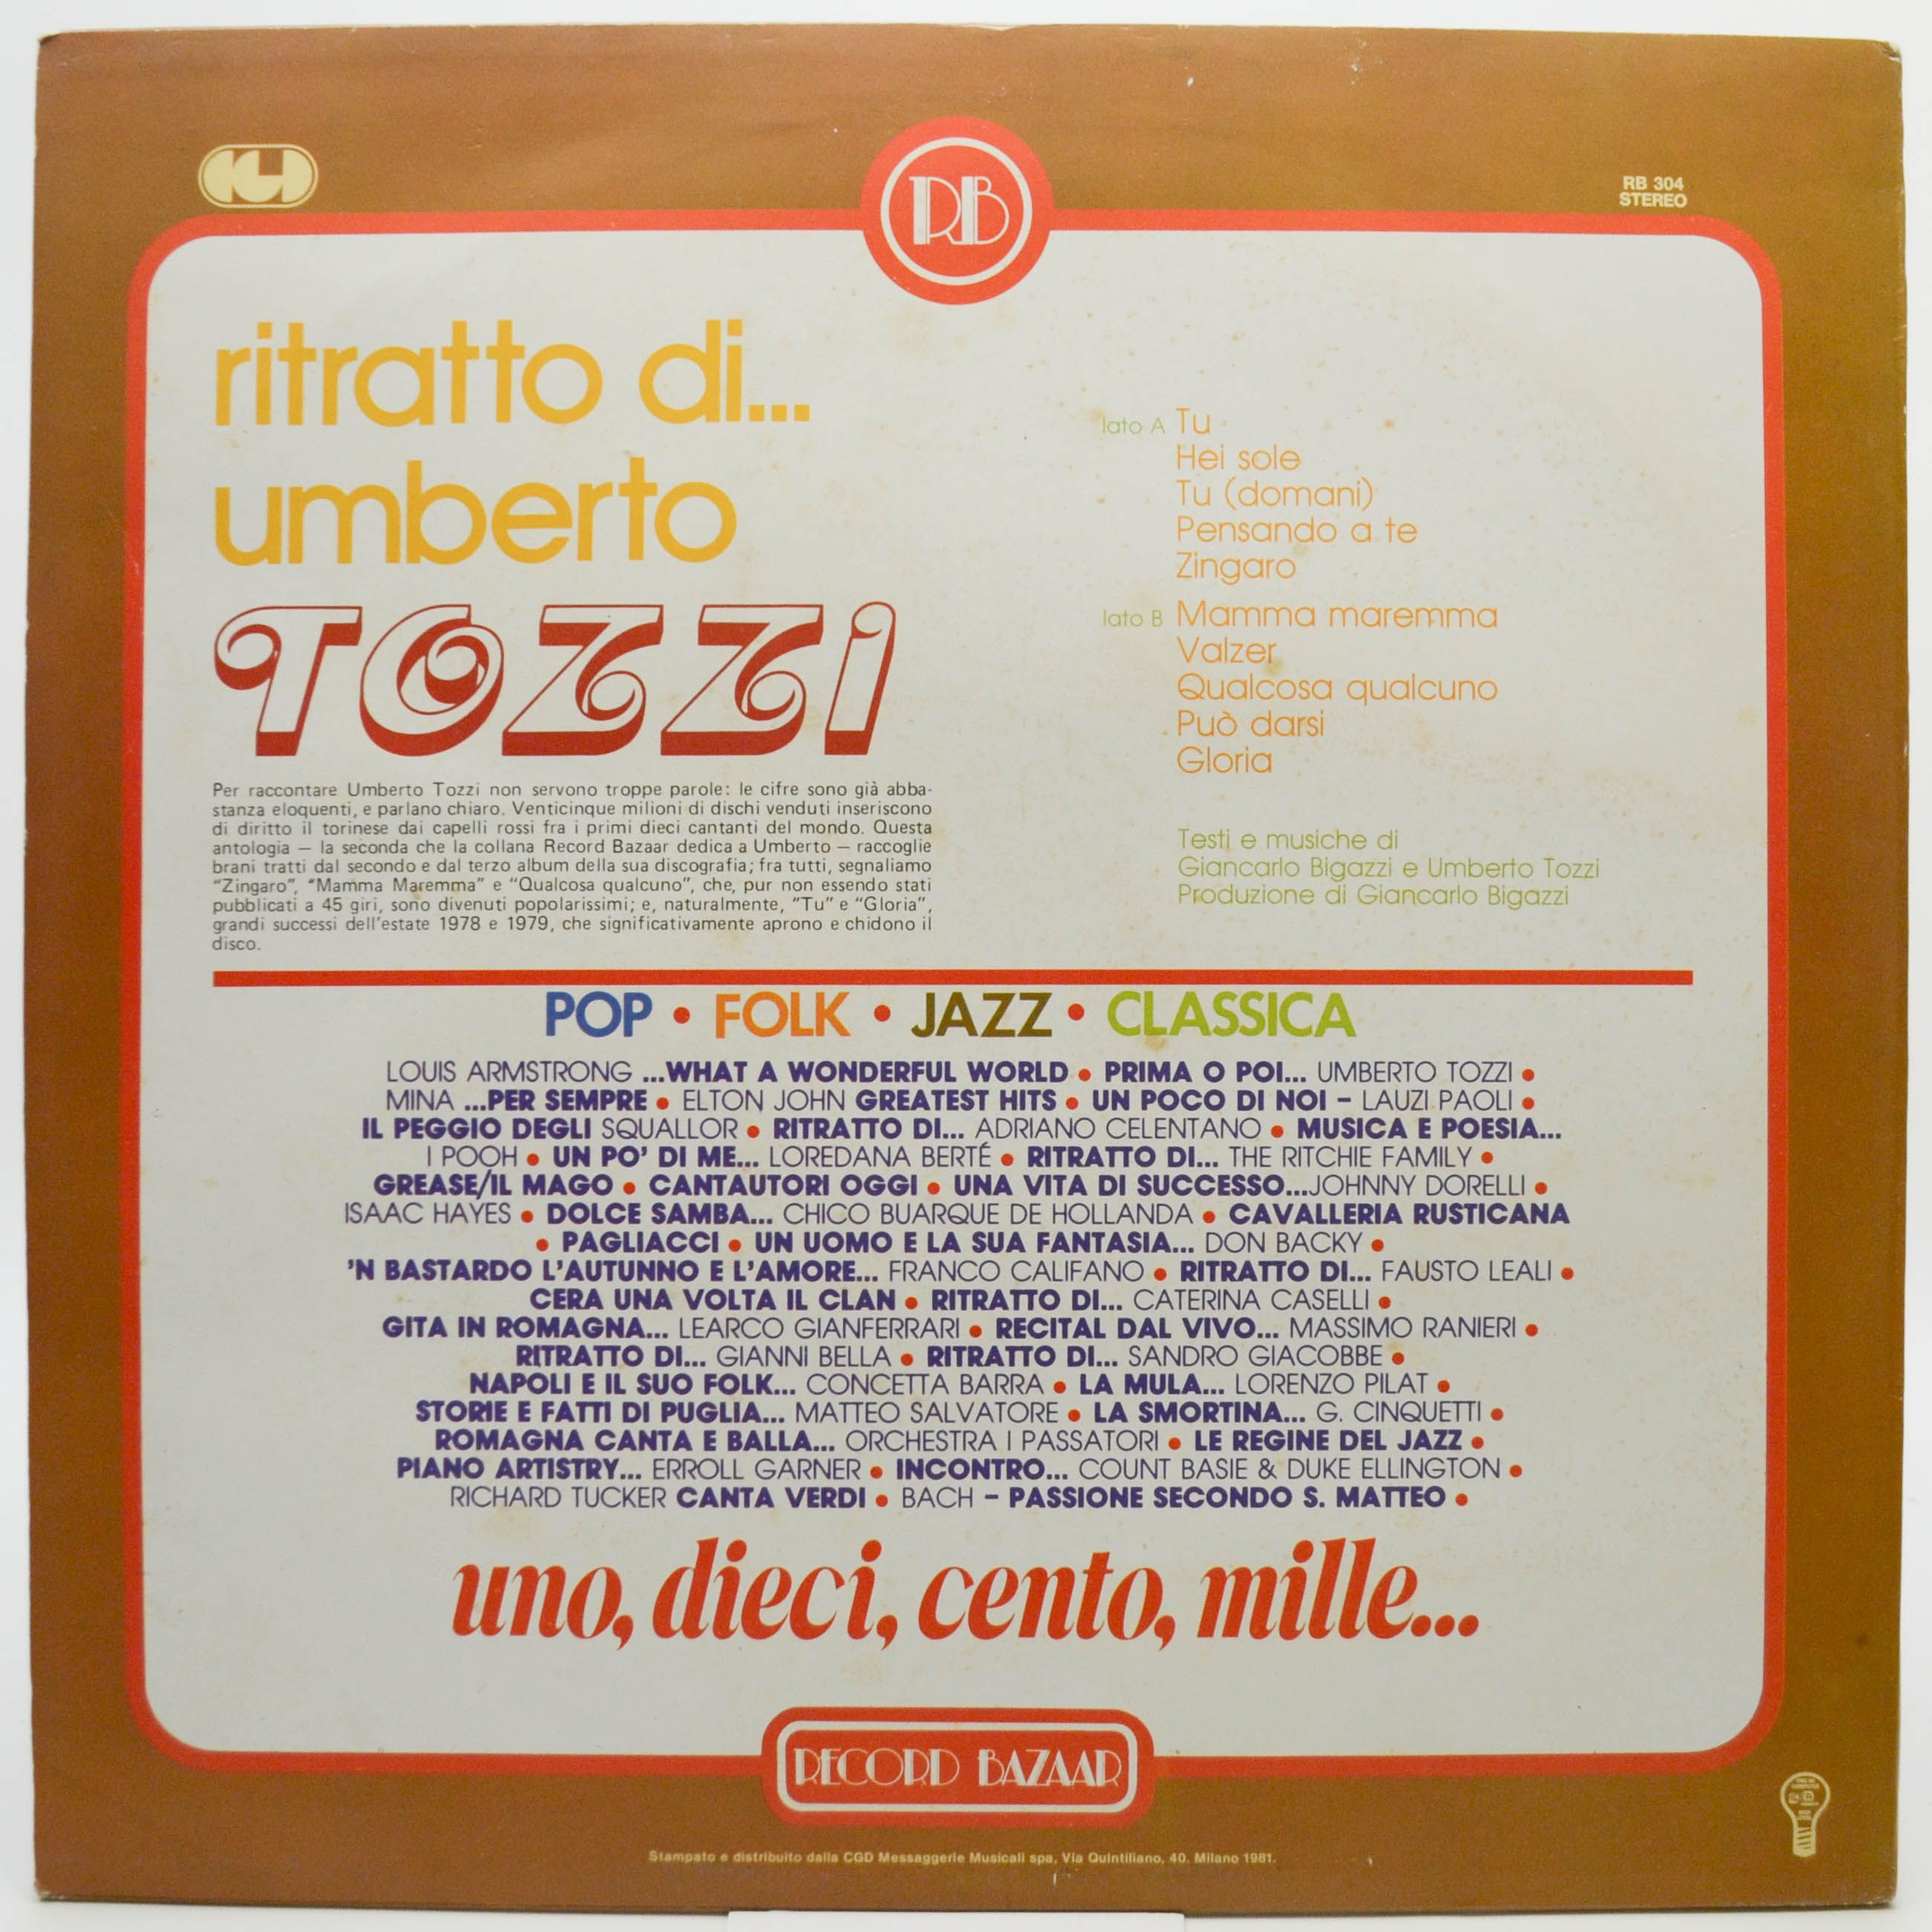 CGD
RB
RB 304
STEREO
ritratto di...
umberto
TOZZI
Per raccontare Umberto Tozzi non servono troppe parole: le cifre sono già abba-
stanza eloquenti, e parlano chiaro. Venticinque milioni di dischi venduti inseriscono
di diritto il torinese dai capelli rossi fra i primi dieci cantanti del mondo. Questa
antologia — la seconda che la collana Record Bazaar dedica a Umberto — raccoglie
brani tratti dal secondo e dal terzo album della sua discografia; fra tutti, segnaliamo
"Zingaro", "Mamma Maremma" e "Qualcosa qualcuno", che, pur non essendo stati
pubblicati a 45 giri, sono divenuti popolarissimi; e, naturalmente, "Tu" e "Gloria",
grandi successi dell'estate 1978 e 1979, che significativamente aprono e chidono il
disco.
lato A Tu
Hei sole
Tu (domani)
Pensando a te
Zingaro
lato B Mamma maremma
Valzer
Qualcosa qualcuno
Può darsi
Gloria
Testi e musiche di
Giancarlo Bigazzi e Umberto Tozzi
Produzione di Giancarlo Bigazzi
POP • FOLK • JAZZ • CLASSICA
LOUIS ARMSTRONG ...WHAT A WONDERFUL WORLD • PRIMA O POI... UMBERTO TOZZI •
MINA ...PER SEMPRE • ELTON JOHN GREATEST HITS • UN POCO DI NOI – LAUZI PAOLI •
IL PEGGIO DEGLI SQUALLOR • RITRATTO DI... ADRIANO CELENTANO • MUSICA E POESIA...
I POOH • UN PO' DI ME... LOREDANA BERTÉ • RITRATTO DI... THE RITCHIE FAMILY •
GREASE/IL MAGO • CANTAUTORI OGGI • UNA VITA DI SUCCESSO...JOHNNY DORELLI •
ISAAC HAYES • DOLCE SAMBA... CHICO BUARQUE DE HOLLANDA • CAVALLERIA RUSTICANA
• PAGLIACCI • UN UOMO E LA SUA FANTASIA... DON BACKY •
'N BASTARDO L'AUTUNNO E L'AMORE... FRANCO CALIFANO • RITRATTO DI... FAUSTO LEALI •
CERA UNA VOLTA IL CLAN • RITRATTO DI... CATERINA CASELLI •
GITA IN ROMAGNA... LEARCO GIANFERRARI • RECITAL DAL VIVO... MASSIMO RANIERI •
RITRATTO DI... GIANNI BELLA • RITRATTO DI... SANDRO GIACOBBE •
NAPOLI E IL SUO FOLK... CONCETTA BARRA • LA MULA... LORENZO PILAT •
STORIE E FATTI DI PUGLIA... MATTEO SALVATORE • LA SMORTINA... G. CINQUETTI •
ROMAGNA CANTA E BALLA... ORCHESTRA I PASSATORI • LE REGINE DEL JAZZ •
PIANO ARTISTRY... ERROLL GARNER • INCONTRO... COUNT BASIE & DUKE ELLINGTON •
RICHARD TUCKER CANTA VERDI • BACH – PASSIONE SECONDO S. MATTEO •
uno, dieci, cento, mille...
RECORD BAZAAR
Stampato e distribuito dalla CGD Messaggerie Musicali spa, Via Quintiliano, 40. Milano 1981.